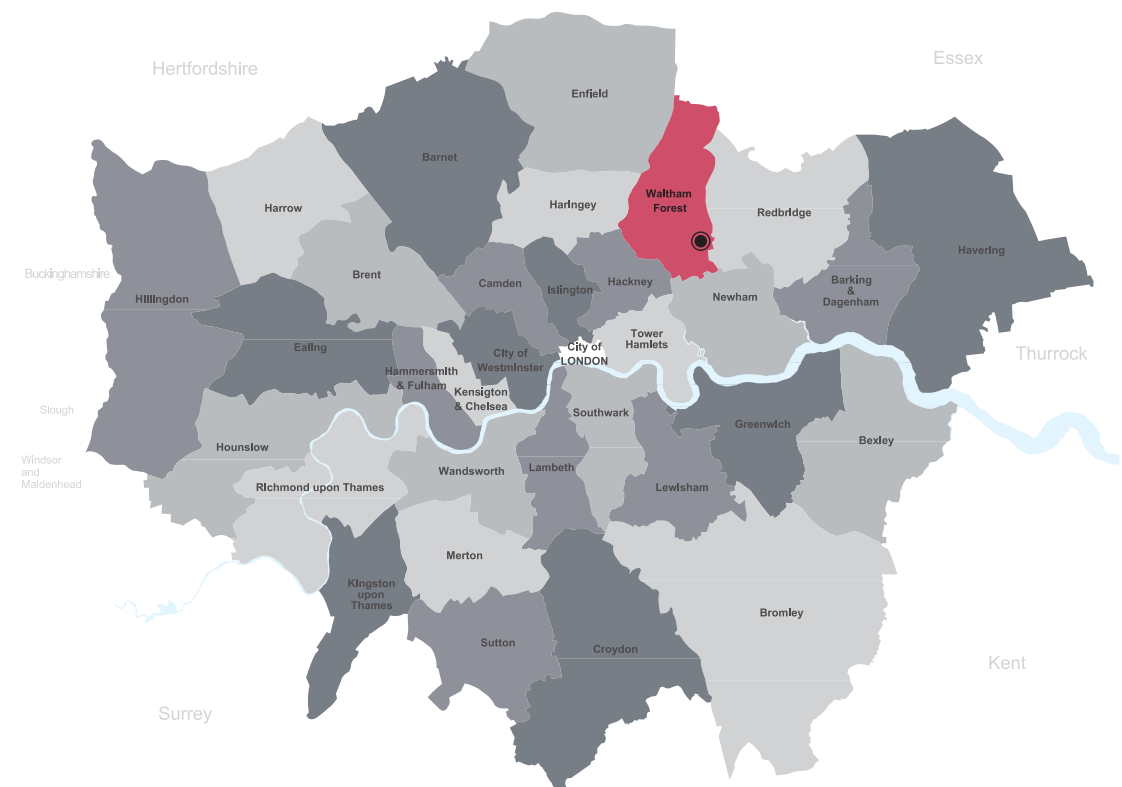 Essex
Hertfordshire
Enfield
Barnet
Waltham
Forest
Haringey
Harrow
Redbridge
Havering
Buckinghamshire
Brent
Camden
Hackney
Islington
Newham
Barking
&
Dagenham
Hillingdon
Tower
Hamlets
Ealing
City of
LONDON
City of
Westminster
Thurrock
Hammersmith
& Fulham
Kensigton
& Chelsea
Slough
Southwark
Greenwich
Hounslow
Bexley
Windsor
and
Maidenhead
Wandsworth
Lambeth
Richmond upon Thames
Lewisham
Merton
Kingston
upon
Thames
Bromley
Sutton
Croydon
Kent
Surrey